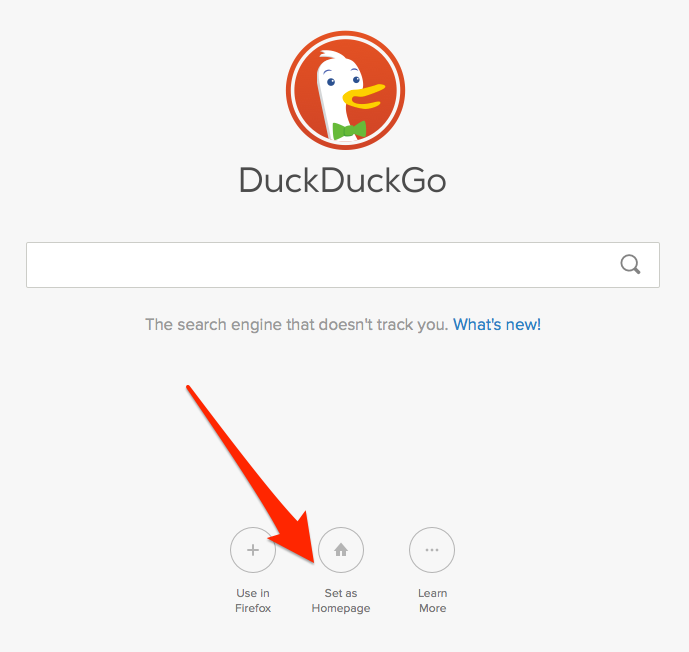 DuckDuckGo
The search engine that doesn't track you. What's new!
Use in
Firefox
Set as
Homepage
Learn
More